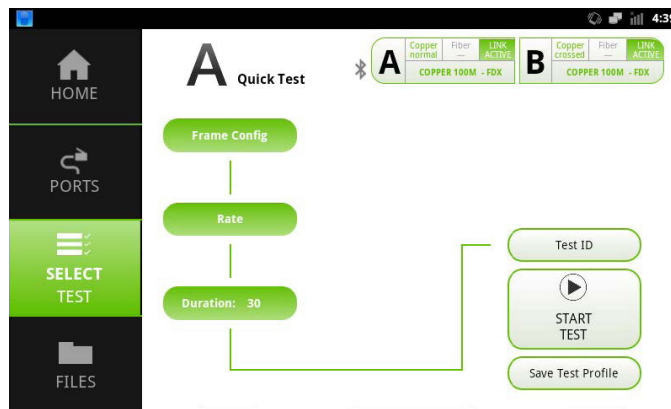 4:39
HOME
PORTS
SELECT
TEST
FILES
A Quick Test
A
Copper
normal
Fiber
—
LINK
ACTIVE
COPPER 100M - FDX
B
Copper
crossed
Fiber
—
LINK
ACTIVE
COPPER 100M - FDX
Frame Config
Rate
Duration: 30
Test ID
START
TEST
Save Test Profile